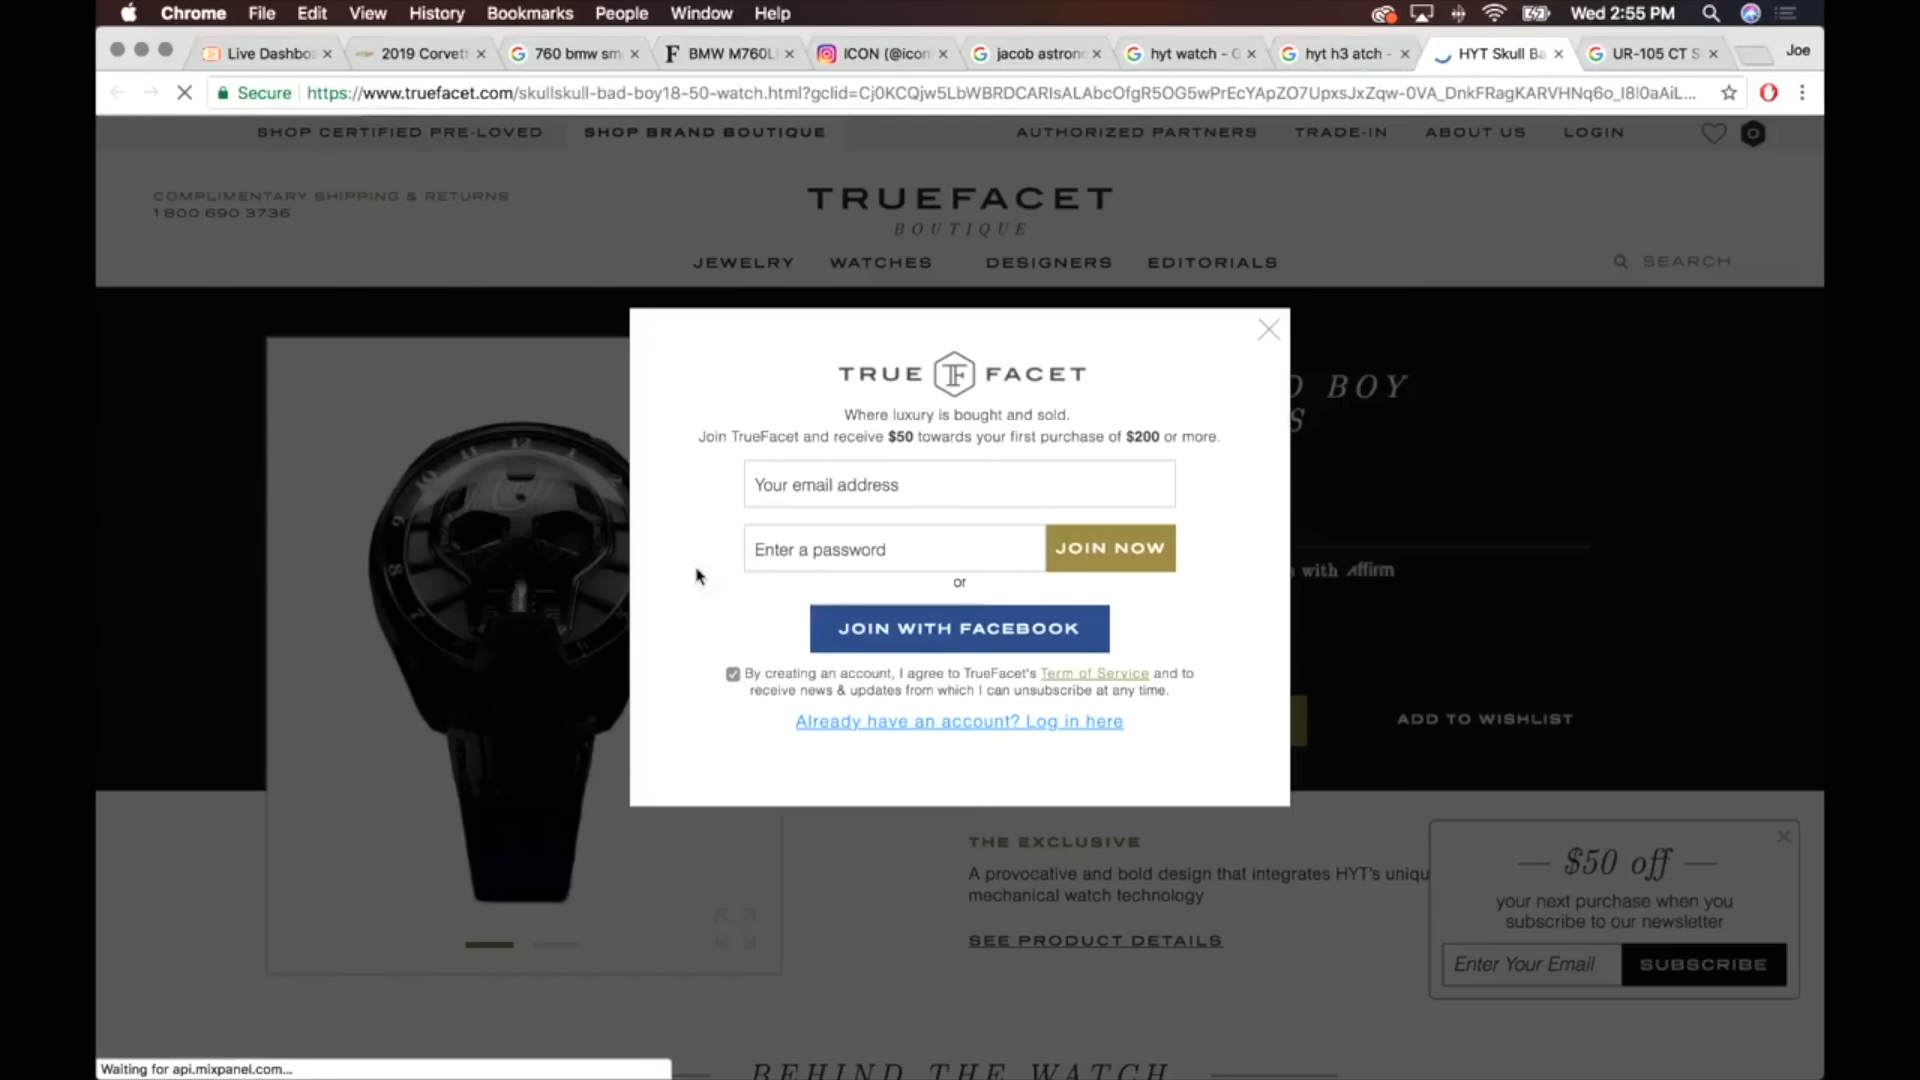 Chrome File Edit View History Bookmarks People Window Help Wed 2:55 PM
Live Dashbo 2019 Corvett 760 bmw sm BMW M760L ICON (@icon jacob astron hyt watch - G hyt h3 atch - HYT Skull Ba UR-105 CT S Joe
Secure https://www.truefacet.com/skullskull-bad-boy18-50-watch.html?gclid=Cj0KCQjw5LbWBRDCARIsALAbcOfgR5OG5wPrEcYApZO7UpxsJxZqw-0VA_DnkFRagKARVHNq6o_I8I0aAiL...
SHOP CERTIFIED PRE-LOVED SHOP BRAND BOUTIQUE AUTHORIZED PARTNERS TRADE-IN ABOUT US LOGIN
COMPLIMENTARY SHIPPING & RETURNS
1 800 690 3736
TRUEFACET
BOUTIQUE
JEWELRY WATCHES DESIGNERS EDITORIALS SEARCH
TRUE TF FACET
Where luxury is bought and sold.
Join TrueFacet and receive $50 towards your first purchase of $200 or more.
Your email address
Enter a password JOIN NOW
or
JOIN WITH FACEBOOK
By creating an account, I agree to TrueFacet's Term of Service and to
receive news & updates from which I can unsubscribe at any time.
Already have an account? Log in here
BOY
S
with affirm
ADD TO WISHLIST
12
11
1
10
9
8
7
THE EXCLUSIVE
A provocative and bold design that integrates HYT's uniqu
mechanical watch technology
SEE PRODUCT DETAILS
$50 off
your next purchase when you
subscribe to our newsletter
Enter Your Email SUBSCRIBE
BEHIND THE WATCH
Waiting for api.mixpanel.com...